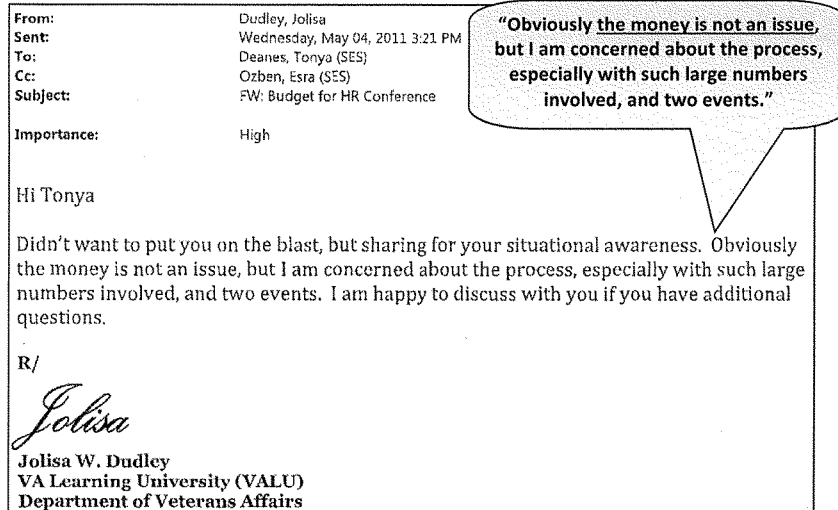 From: Dudley, Jolisa
Sent: Wednesday, May 04, 2011 3:21 PM
To: Deanes, Tonya (SES)
Cc: Ozben, Esra (SES)
Subject: FW: Budget for HR Conference
Importance: High
"Obviously the money is not an issue,
but I am concerned about the process,
especially with such large numbers
involved, and two events."
Hi Tonya
Didn't want to put you on the blast, but sharing for your situational awareness. Obviously
the money is not an issue, but I am concerned about the process, especially with such large
numbers involved, and two events. I am happy to discuss with you if you have additional
questions.
R/
Jolisa
Jolisa W. Dudley
VA Learning University (VALU)
Department of Veterans Affairs